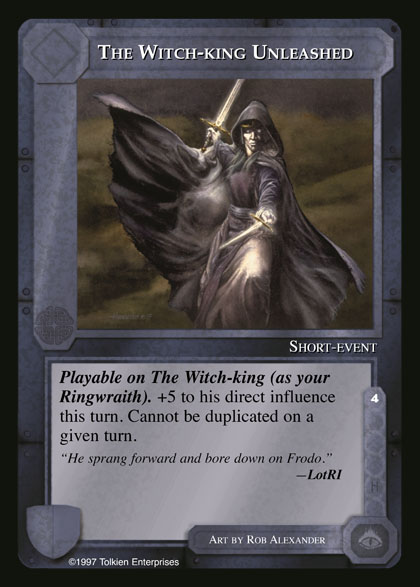 The Witch-king Unleashed
Short-event
Playable on The Witch-king (as your
Ringwraith). +5 to his direct influence
this turn. Cannot be duplicated on a
given turn.
4
“He sprang forward and bore down on Frodo.”
—LotRI
H
Art by Rob Alexander
©1997 Tolkien Enterprises